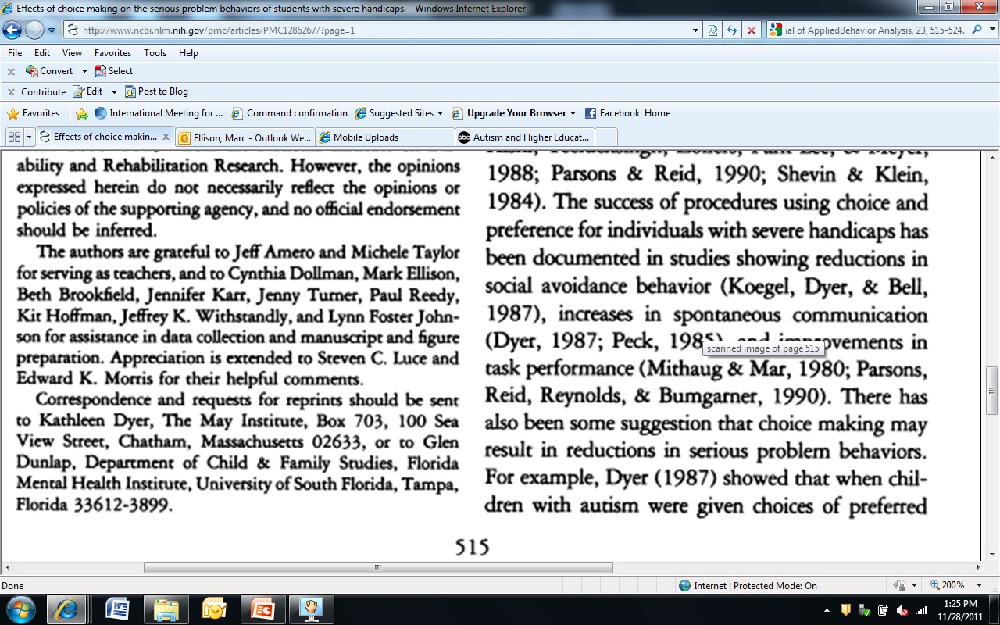 Effects of choice making on the serious problem behaviors of students with severe handicaps. - Windows Internet Explorer
http://www.ncbi.nlm.nih.gov/pmc/articles/PMC1286267/?page=1
ial of AppliedBehavior Analysis, 23, 515-524.
File Edit View Favorites Tools Help
x Convert Select
x Contribute Edit Post to Blog
Favorites International Meeting for ... Command confirmation Suggested Sites Upgrade Your Browser Facebook Home
Effects of choice making... X Ellison, Marc - Outlook We... Mobile Uploads abc Autism and Higher Educat...
ability and Rehabilitation Research. However, the opinions
expressed herein do not necessarily reflect the opinions or
policies of the supporting agency, and no official endorsement
should be inferred.
The authors are grateful to Jeff Amero and Michele Taylor
for serving as teachers, and to Cynthia Dollman, Mark Ellison,
Beth Brookfield, Jennifer Karr, Jenny Turner, Paul Reedy,
Kit Hoffman, Jeffrey K. Withstandly, and Lynn Foster John-
son for assistance in data collection and manuscript and figure
preparation. Appreciation is extended to Steven C. Luce and
Edward K. Morris for their helpful comments.
Correspondence and requests for reprints should be sent
to Kathleen Dyer, The May Institute, Box 703, 100 Sea
View Street, Chatham, Massachusetts 02633, or to Glen
Dunlap, Department of Child & Family Studies, Florida
Mental Health Institute, University of South Florida, Tampa,
Florida 33612-3899.
1988; Parsons & Reid, 1990; Shevin & Klein,
1984). The success of procedures using choice and
preference for individuals with severe handicaps has
been documented in studies showing reductions in
social avoidance behavior (Koegel, Dyer, & Bell,
1987), increases in spontaneous communication
(Dyer, 1987; Peck, 1985), and improvements in
scanned image of page 515
task performance (Mithaug & Mar, 1980; Parsons,
Reid, Reynolds, & Bumgarner, 1990). There has
also been some suggestion that choice making may
result in reductions in serious problem behaviors.
For example, Dyer (1987) showed that when chil-
dren with autism were given choices of preferred
515
Done
Internet | Protected Mode: On
200%
1:25 PM
11/28/2011